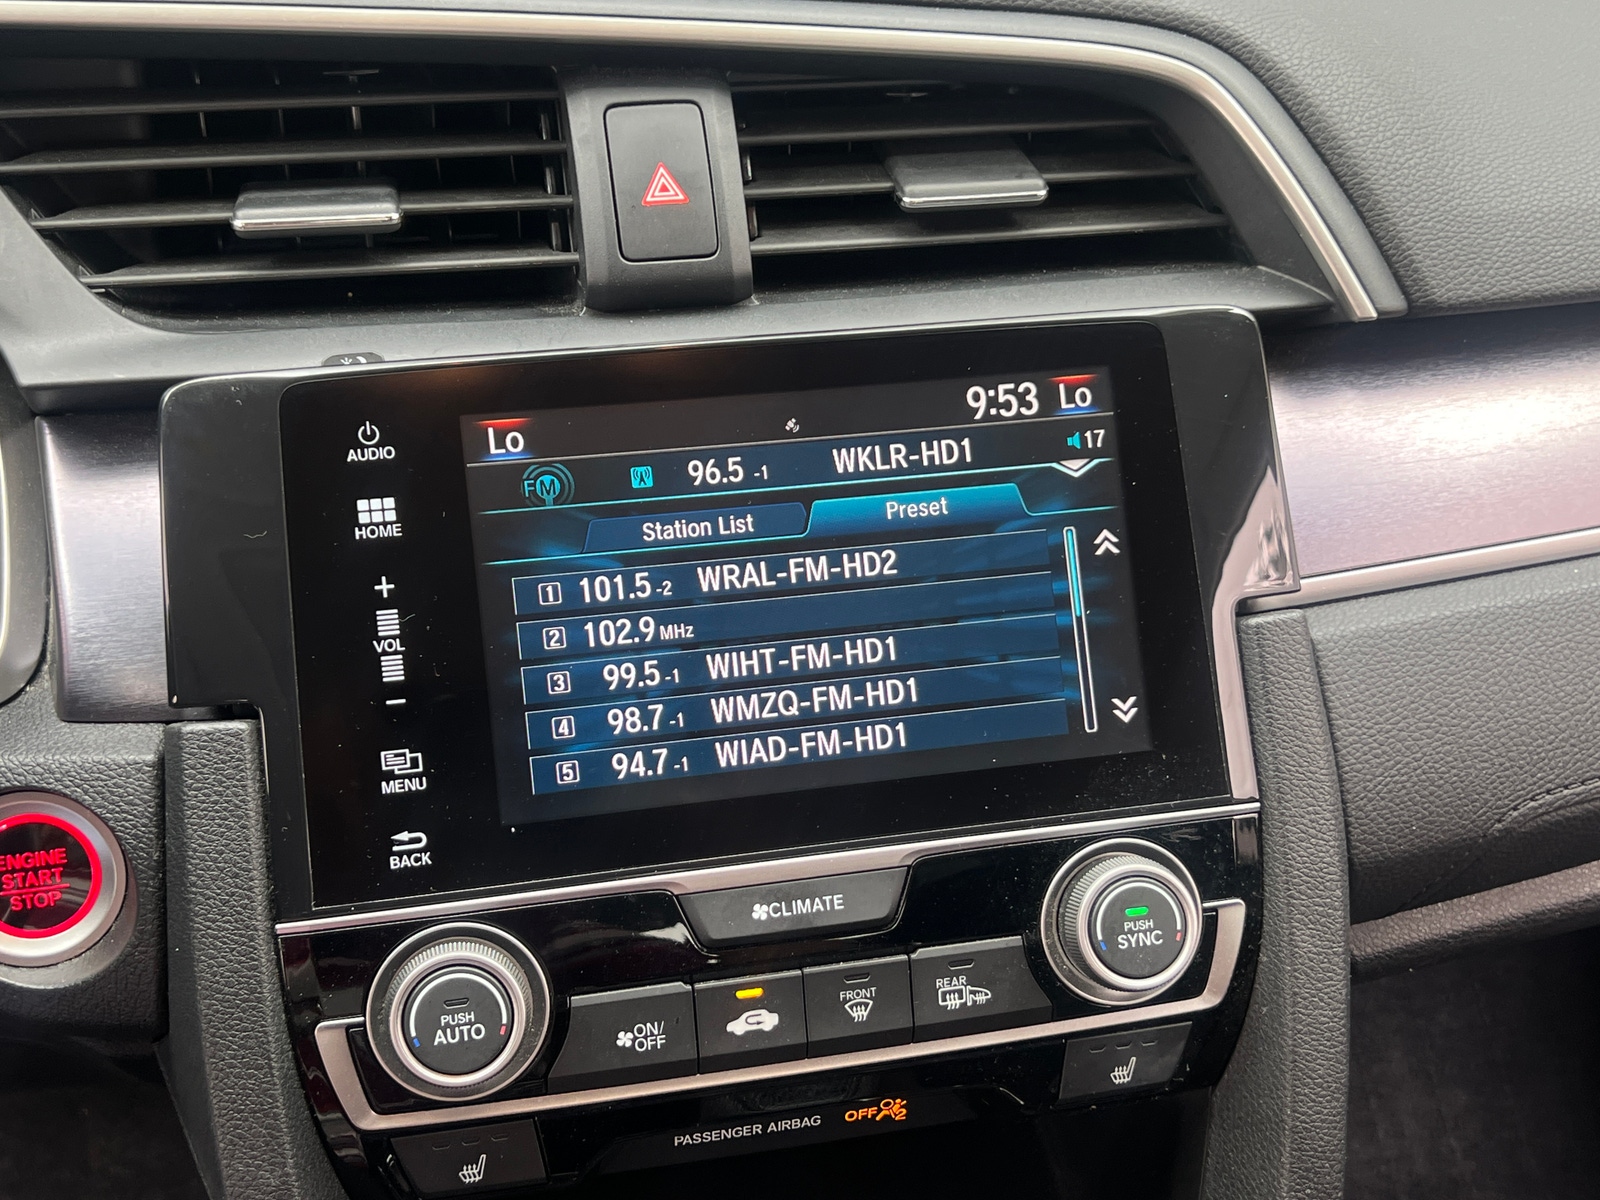 9:53 Lo
Lo
FM 96.5 -1 WKLR-HD1 17
Station List Preset
1 101.5 -2 WRAL-FM-HD2
2 102.9 MHz
3 99.5 -1 WIHT-FM-HD1
4 98.7 -1 WMZQ-FM-HD1
5 94.7 -1 WIAD-FM-HD1
AUDIO
HOME
+
VOL
−
MENU
BACK
ENGINE
START
STOP
CLIMATE
PUSH
AUTO
ON/
OFF
FRONT
REAR
PUSH
SYNC
PASSENGER AIRBAG OFF 2